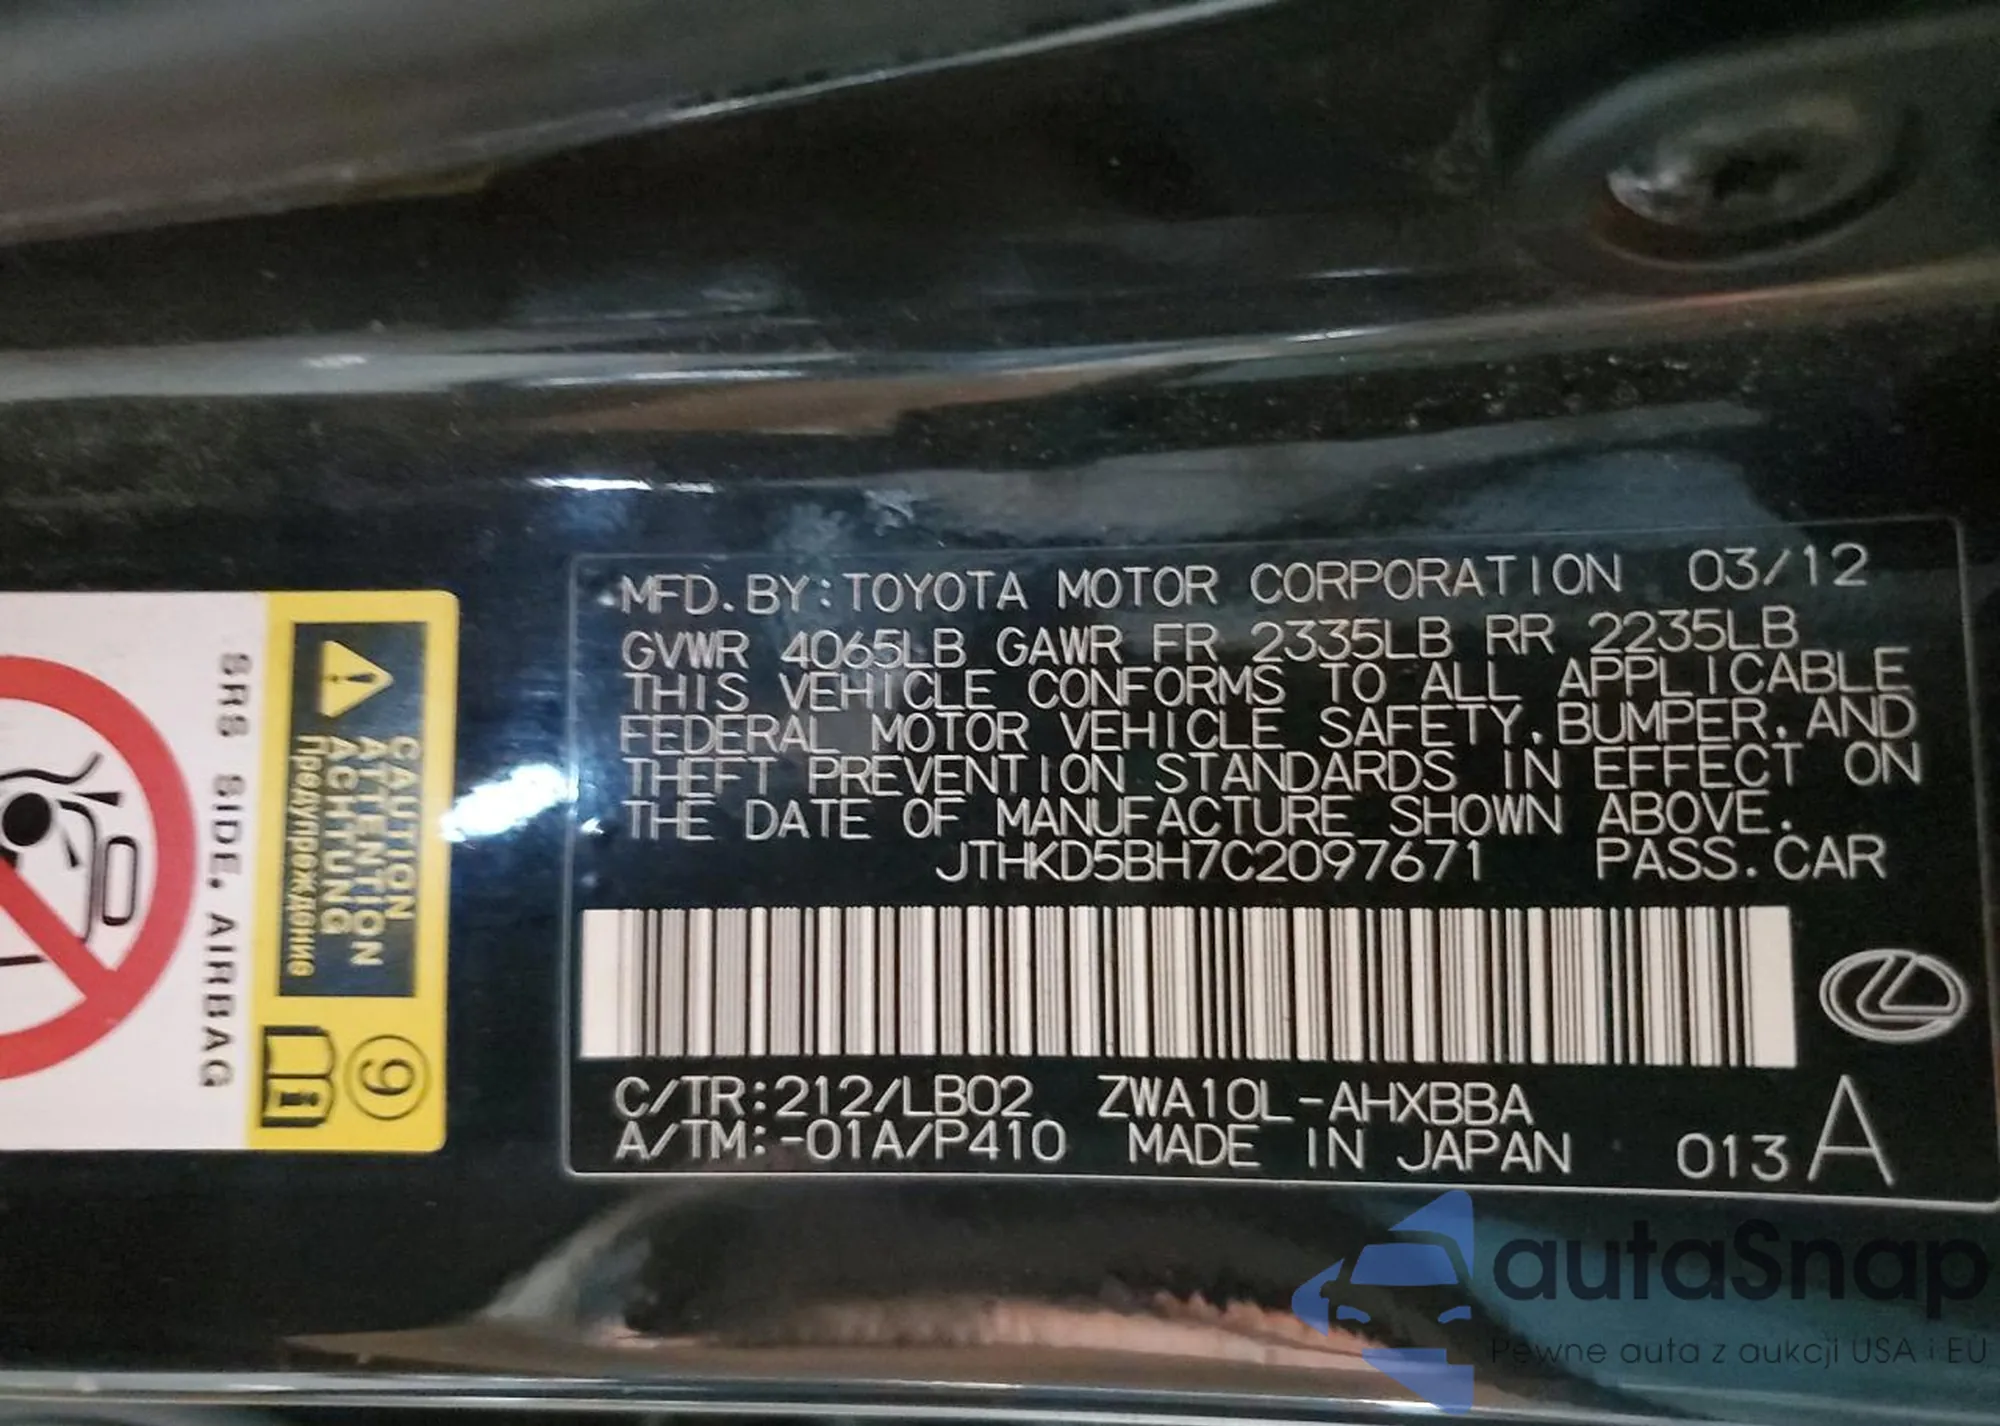 MFD. BY: TOYOTA MOTOR CORPORATION 03/12
GVWR 4065LB GAWR FR 2335LB RR 2235LB
THIS VEHICLE CONFORMS TO ALL APPLICABLE
FEDERAL MOTOR VEHICLE SAFETY, BUMPER, AND
THEFT PREVENTION STANDARDS IN EFFECT ON
THE DATE OF MANUFACTURE SHOWN ABOVE.
JTHKD5BH7C2097671 PASS. CAR
C/TR:212/LB02 ZWA10L-AHXBBA
A/TM:-01A/P410 MADE IN JAPAN 013 A
CAUTION
ATTENTION
ACHTUNG
Предупреждение
9
SRS SIDE, AIRBAG
autaSnap
Pewne auta z aukcji USA i EU